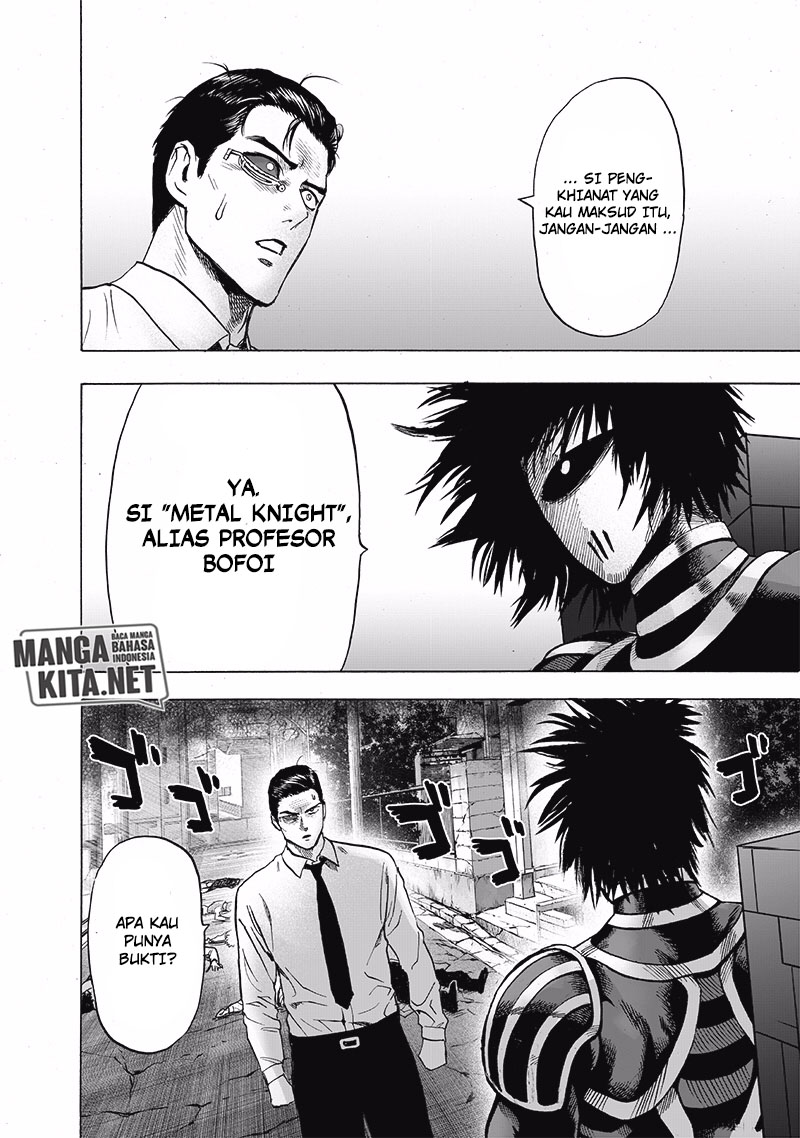 ... SI PENG-
KHIANAT YANG
KAU MAKSUD ITU,
JANGAN-JANGAN ...
YA.
SI "METAL KNIGHT",
ALIAS PROFESOR
BOFOI
MANGA
KITA.NET
BACA MANGA
BAHASA
INDONESIA
ゴ
ゴ
ゴ
ゴ
ゴ
APA KAU
PUNYA
BUKTI?